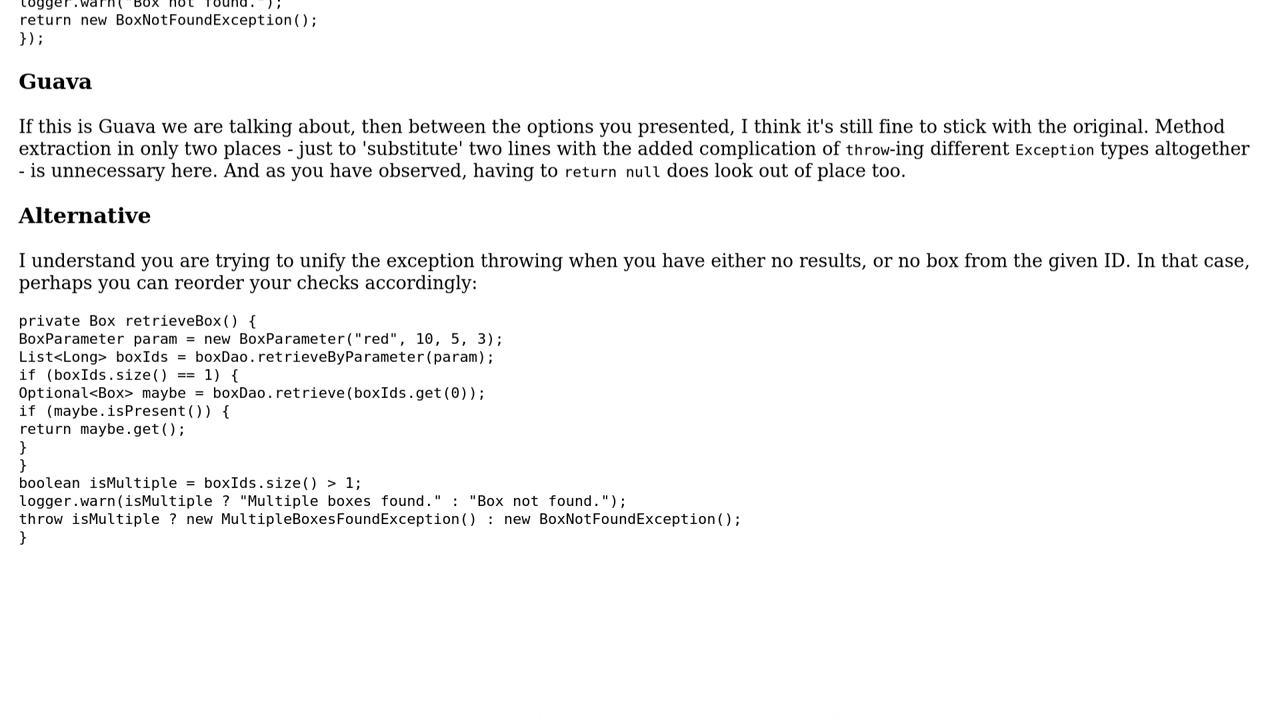 logger.warn("Box not found.");
return new BoxNotFoundException();
});
Guava
If this is Guava we are talking about, then between the options you presented, I think it's still fine to stick with the original. Method
extraction in only two places - just to 'substitute' two lines with the added complication of throw-ing different Exception types altogether
- is unnecessary here. And as you have observed, having to return null does look out of place too.
Alternative
I understand you are trying to unify the exception throwing when you have either no results, or no box from the given ID. In that case,
perhaps you can reorder your checks accordingly:
private Box retrieveBox() {
BoxParameter param = new BoxParameter("red", 10, 5, 3);
List<Long> boxIds = boxDao.retrieveByParameter(param);
if (boxIds.size() == 1) {
Optional<Box> maybe = boxDao.retrieve(boxIds.get(0));
if (maybe.isPresent()) {
return maybe.get();
}
}
boolean isMultiple = boxIds.size() > 1;
logger.warn(isMultiple ? "Multiple boxes found." : "Box not found.");
throw isMultiple ? new MultipleBoxesFoundException() : new BoxNotFoundException();
}